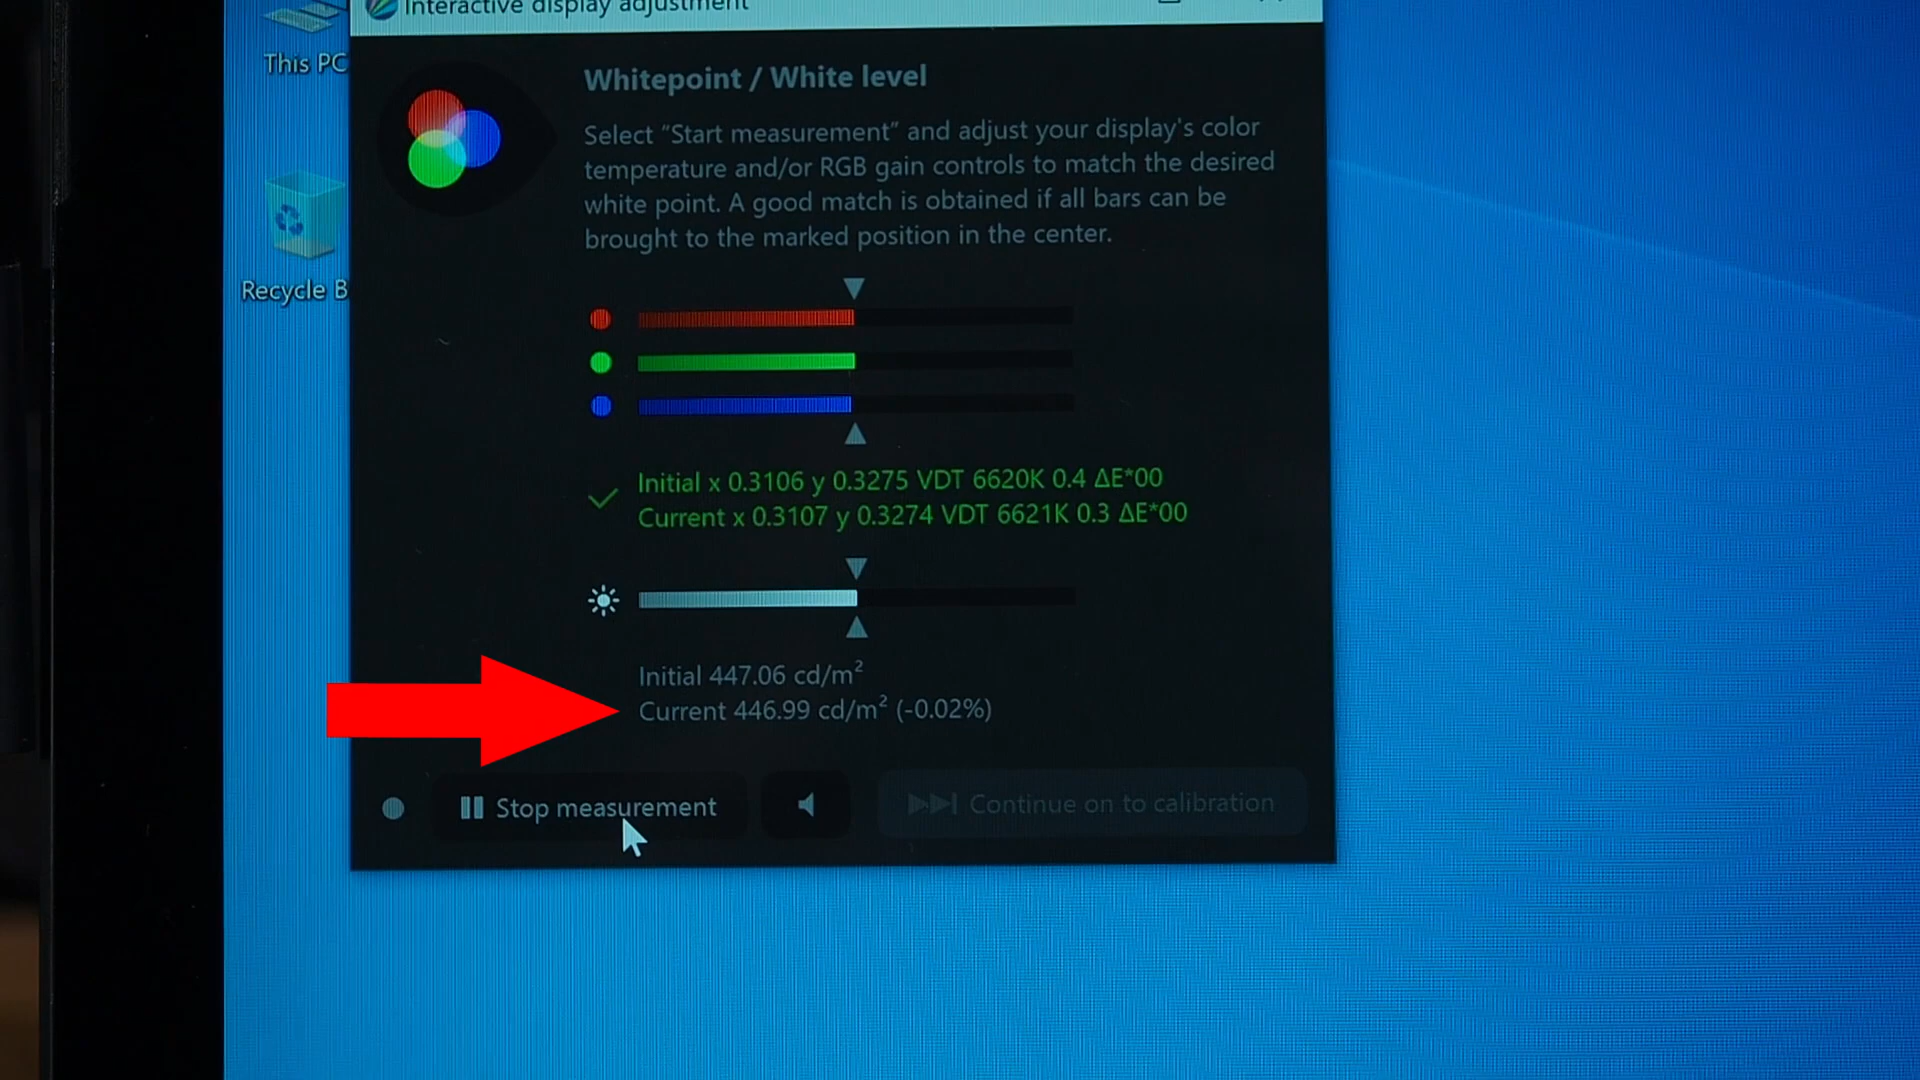 Interactive display adjustment
This PC
Whitepoint / White level
Select “Start measurement” and adjust your display's color
temperature and/or RGB gain controls to match the desired
white point. A good match is obtained if all bars can be
brought to the marked position in the center.
Recycle B
Initial x 0.3106 y 0.3275 VDT 6620K 0.4 ΔE*00
Current x 0.3107 y 0.3274 VDT 6621K 0.3 ΔE*00
Initial 447.06 cd/m²
Current 446.99 cd/m² (-0.02%)
Stop measurement
Continue on to calibration